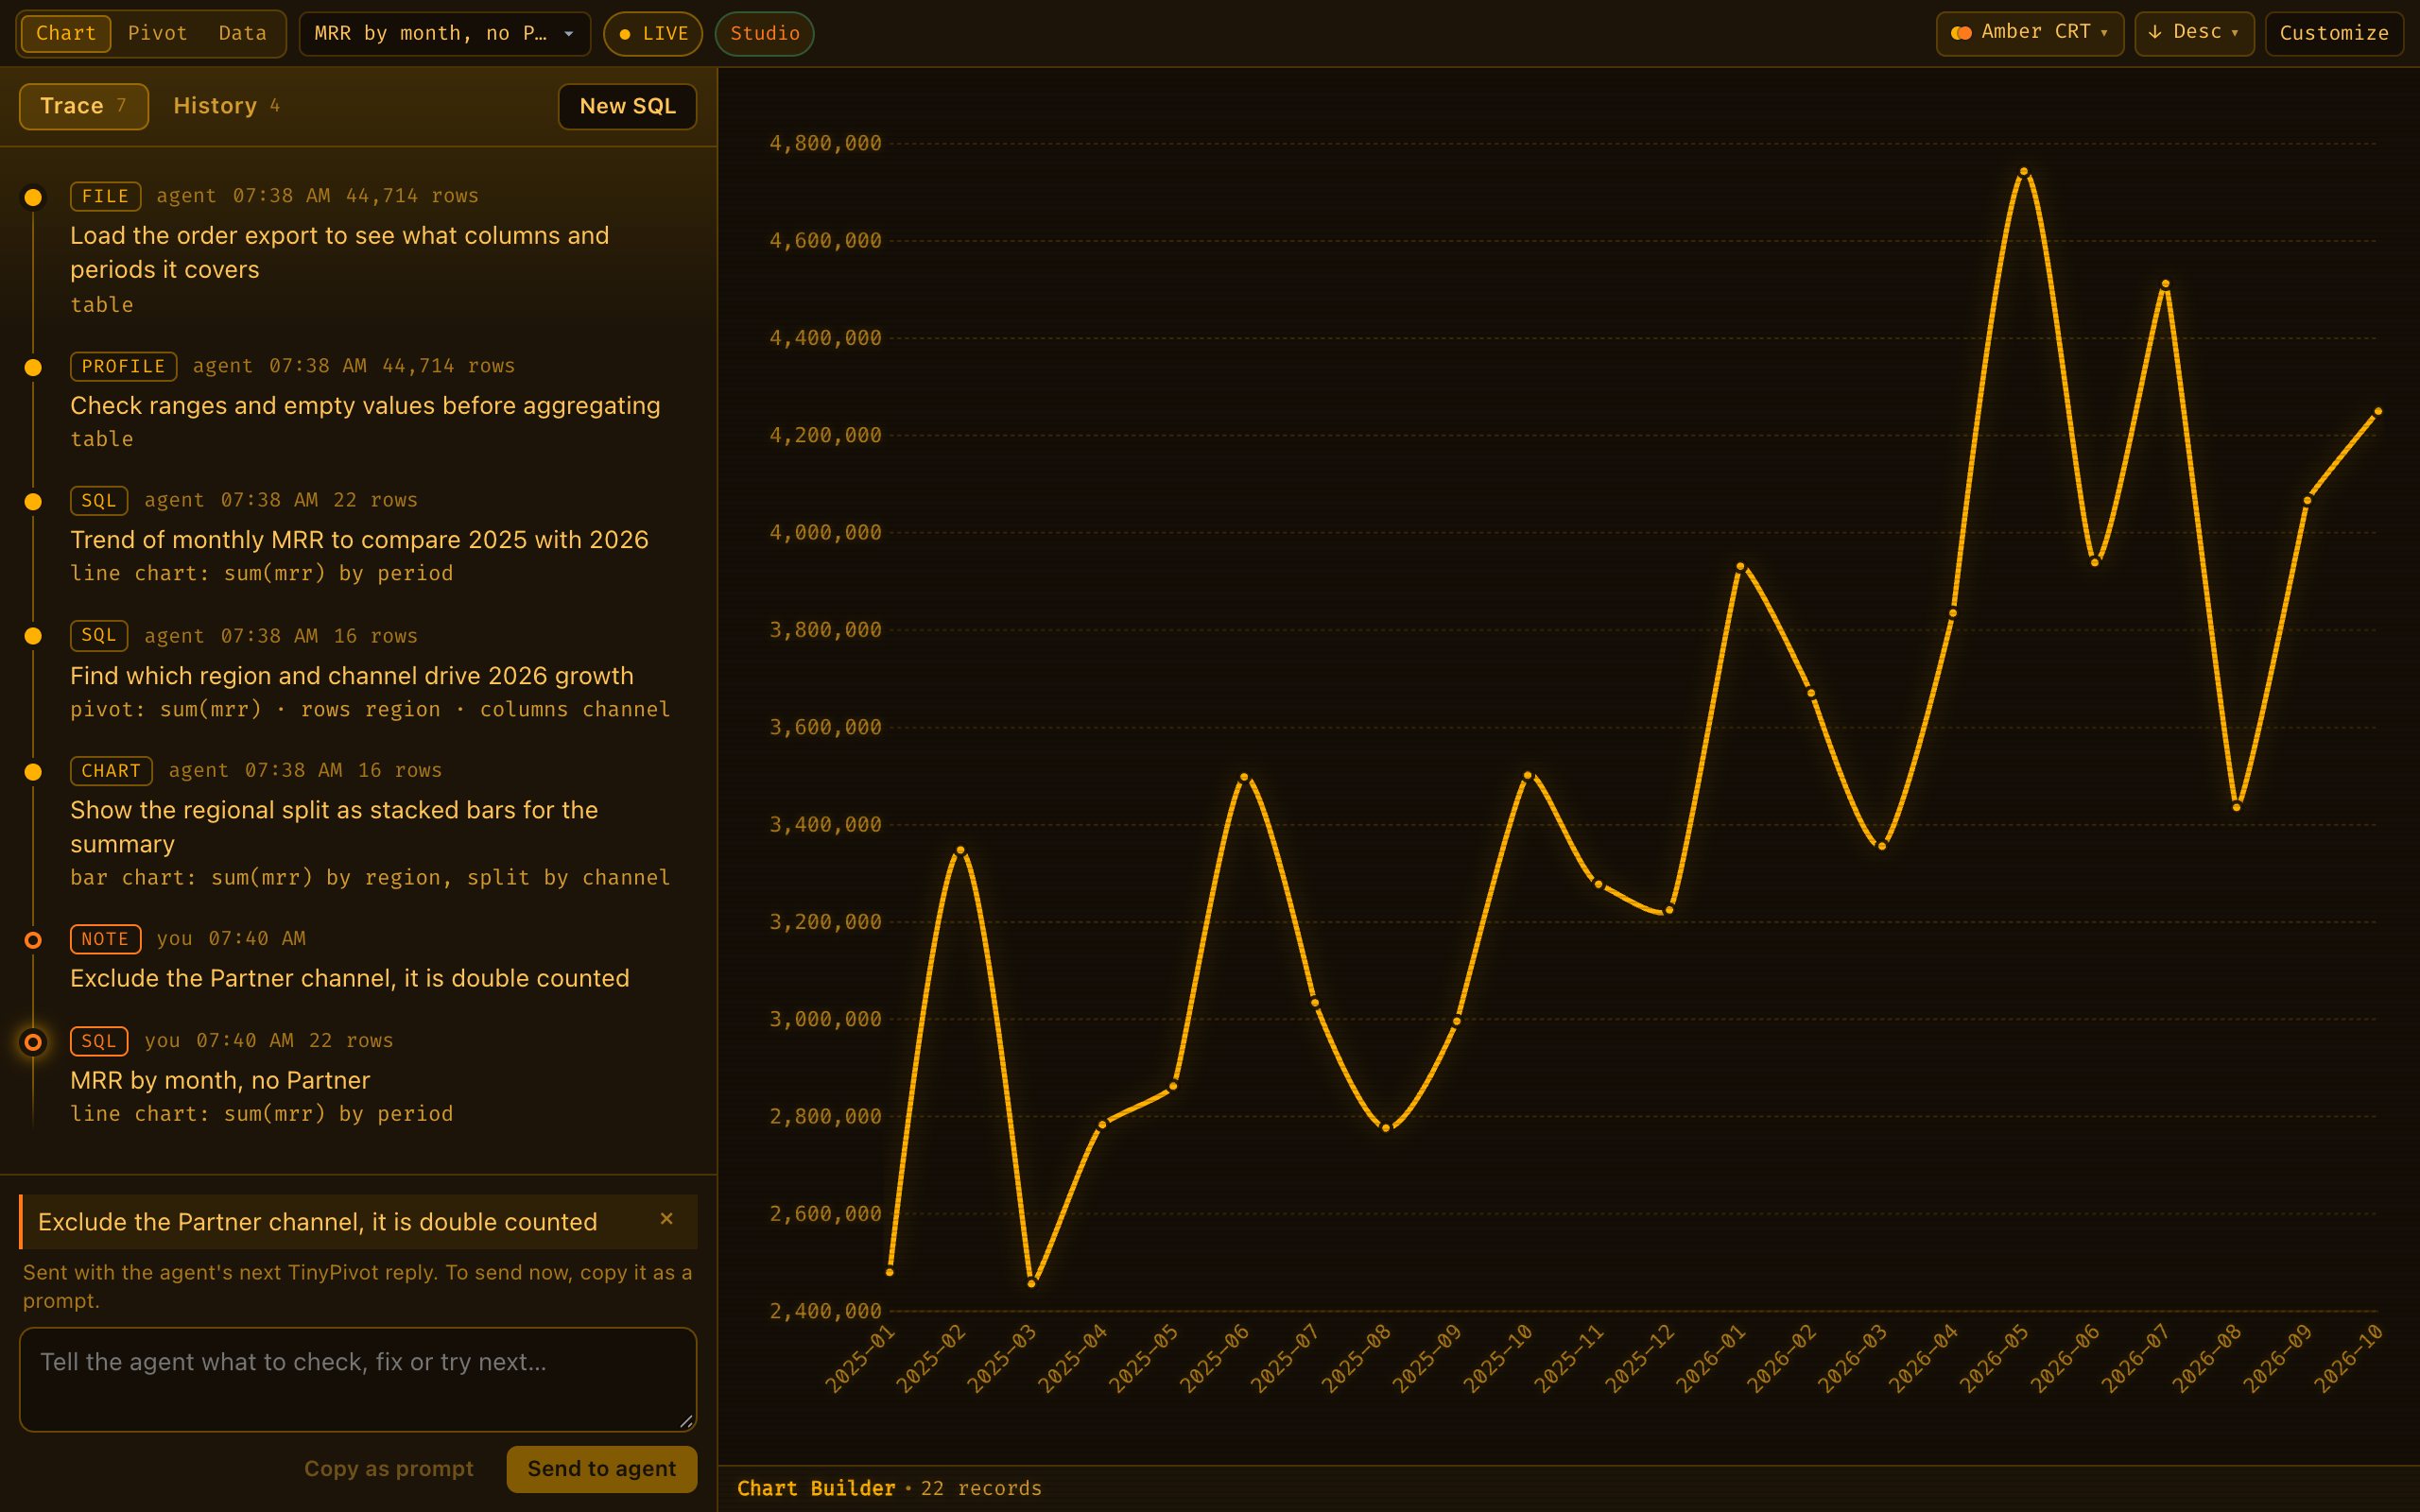 Chart Pivot Data MRR by month, no P… LIVE Studio Amber CRT ▾ ↓ Desc ▾ Customize
Trace 7 History 4 New SQL
FILE agent 07:38 AM 44,714 rows
Load the order export to see what columns and
periods it covers
table
PROFILE agent 07:38 AM 44,714 rows
Check ranges and empty values before aggregating
table
SQL agent 07:38 AM 22 rows
Trend of monthly MRR to compare 2025 with 2026
line chart: sum(mrr) by period
SQL agent 07:38 AM 16 rows
Find which region and channel drive 2026 growth
pivot: sum(mrr) · rows region · columns channel
CHART agent 07:38 AM 16 rows
Show the regional split as stacked bars for the
summary
bar chart: sum(mrr) by region, split by channel
NOTE you 07:40 AM
Exclude the Partner channel, it is double counted
SQL you 07:40 AM 22 rows
MRR by month, no Partner
line chart: sum(mrr) by period
Exclude the Partner channel, it is double counted ×
Sent with the agent's next TinyPivot reply. To send now, copy it as a
prompt.
Tell the agent what to check, fix or try next...
Copy as prompt Send to agent
4,800,000
4,600,000
4,400,000
4,200,000
4,000,000
3,800,000
3,600,000
3,400,000
3,200,000
3,000,000
2,800,000
2,600,000
2,400,000
2025-01 2025-02 2025-03 2025-04 2025-05 2025-06 2025-07 2025-08 2025-09 2025-10 2025-11 2025-12 2026-01 2026-02 2026-03 2026-04 2026-05 2026-06 2026-07 2026-08 2026-09 2026-10
Chart Builder • 22 records